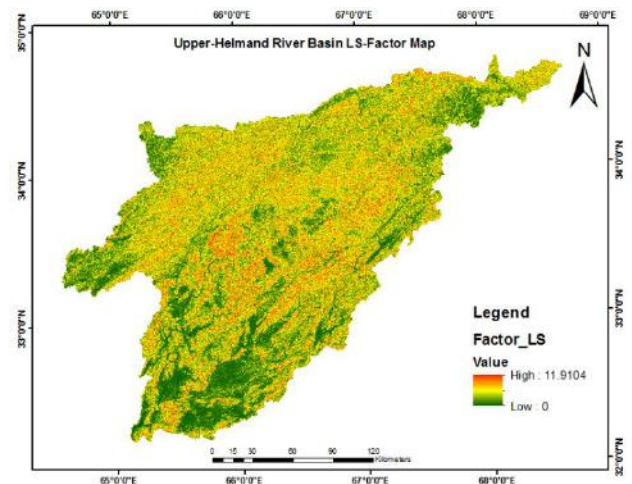 65°0'0"E 66°0'0"E 67°0'0"E 68°0'0"E 69°0'0"E
35°0'0"N
Upper-Helmand River Basin LS-Factor Map
N
34°0'0"N
34°0'0"N
33°0'0"N
33°0'0"N
Legend
Factor_LS
Value
High : 11.9104
Low : 0
0 15 30 60 90 120
Kilometers
32°0'0"N
65°0'0"E 66°0'0"E 67°0'0"E 68°0'0"E